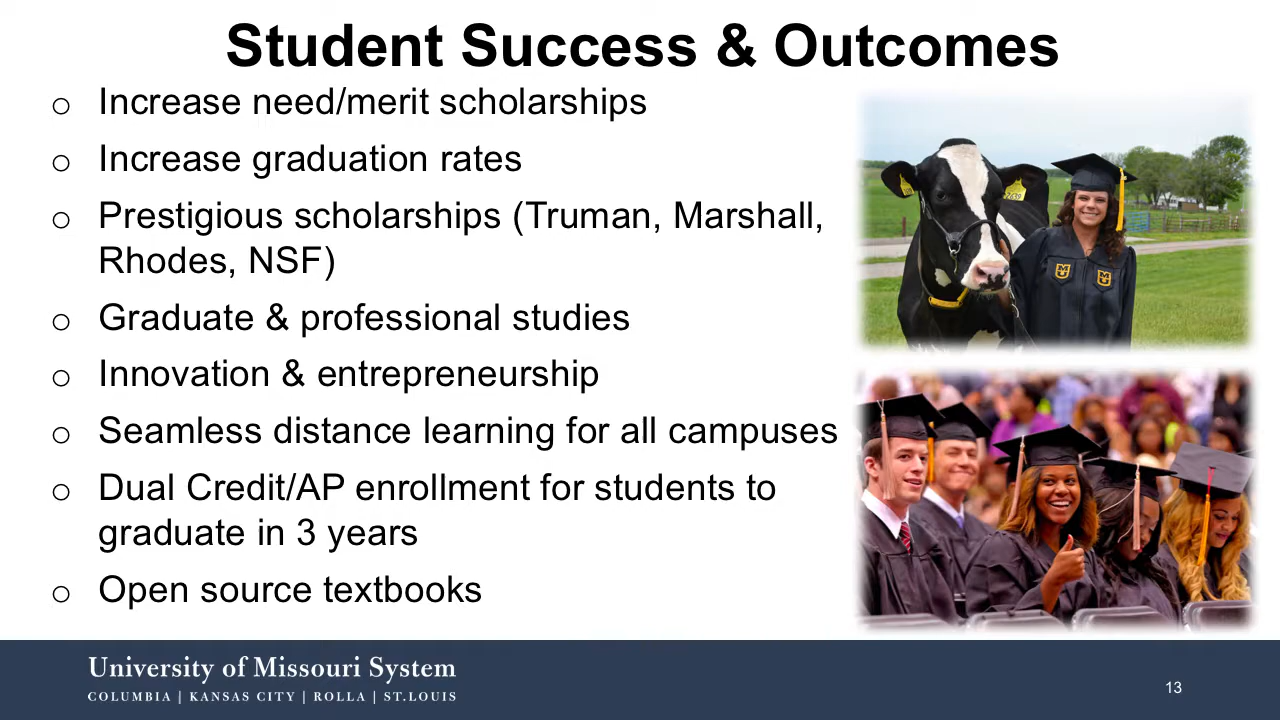 Student Success & Outcomes
o Increase need/merit scholarships
o Increase graduation rates
o Prestigious scholarships (Truman, Marshall,
Rhodes, NSF)
o Graduate & professional studies
o Innovation & entrepreneurship
o Seamless distance learning for all campuses
o Dual Credit/AP enrollment for students to
graduate in 3 years
o Open source textbooks
University of Missouri System
COLUMBIA | KANSAS CITY | ROLLA | ST.LOUIS
13